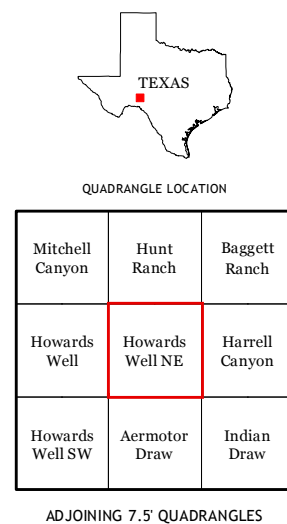 TEXAS
QUADRANGLE LOCATION
Mitchell
Canyon
Hunt
Ranch
Baggett
Ranch
Howards
Well
Howards
Well NE
Harrell
Canyon
Howards
Well SW
Aermotor
Draw
Indian
Draw
ADJOINING 7.5' QUADRANGLES